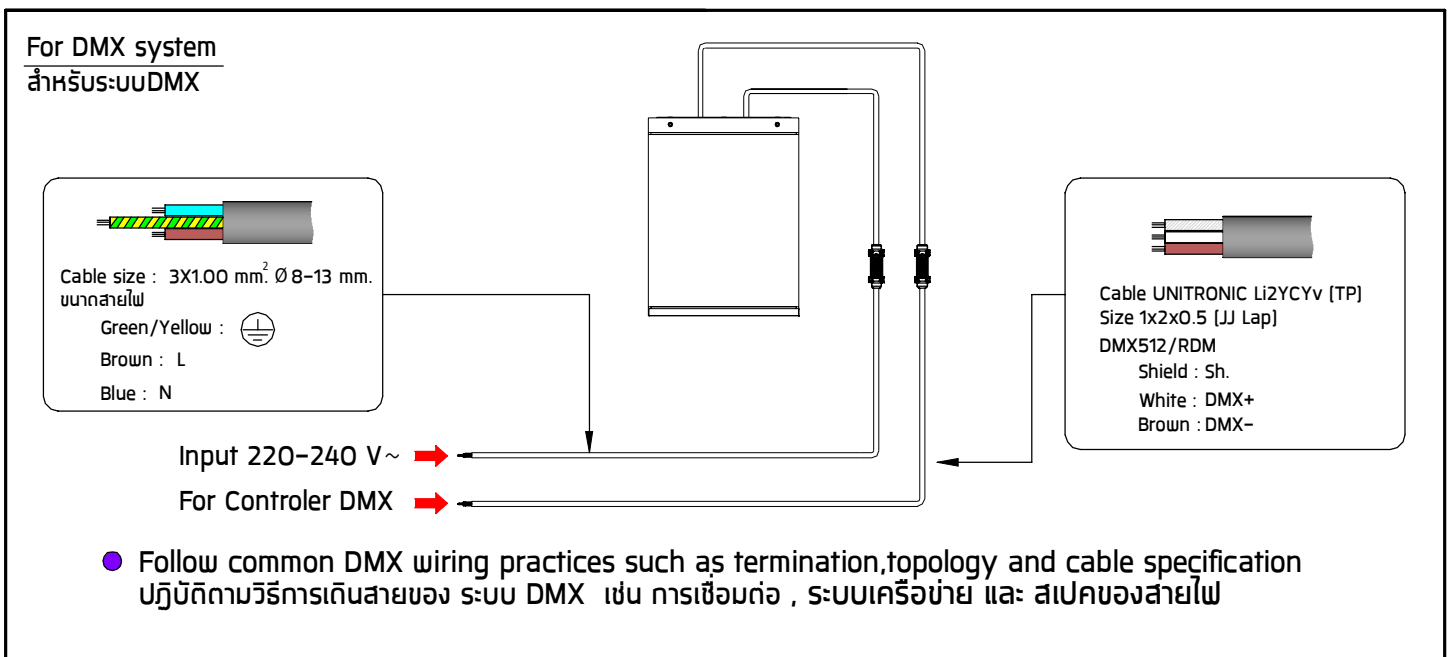 For DMX system
สำหรับระบบDMX
Cable size : 3X1.00 mm.² Ø 8-13 mm.
ขนาดสายไฟ
Green/Yellow :
Brown : L
Blue : N
Cable UNITRONIC Li2YCYv (TP)
Size 1x2x0.5 (JJ Lap)
DMX512/RDM
Shield : Sh.
White : DMX+
Brown : DMX-
Input 220-240 V~
For Controler DMX
Follow common DMX wiring practices such as termination,topology and cable specification
ปฎิบัติตามวิธีการเดินสายของ ระบบ DMX เช่น การเชื่อมต่อ , ระบบเครือข่าย และ สเปคของสายไฟ